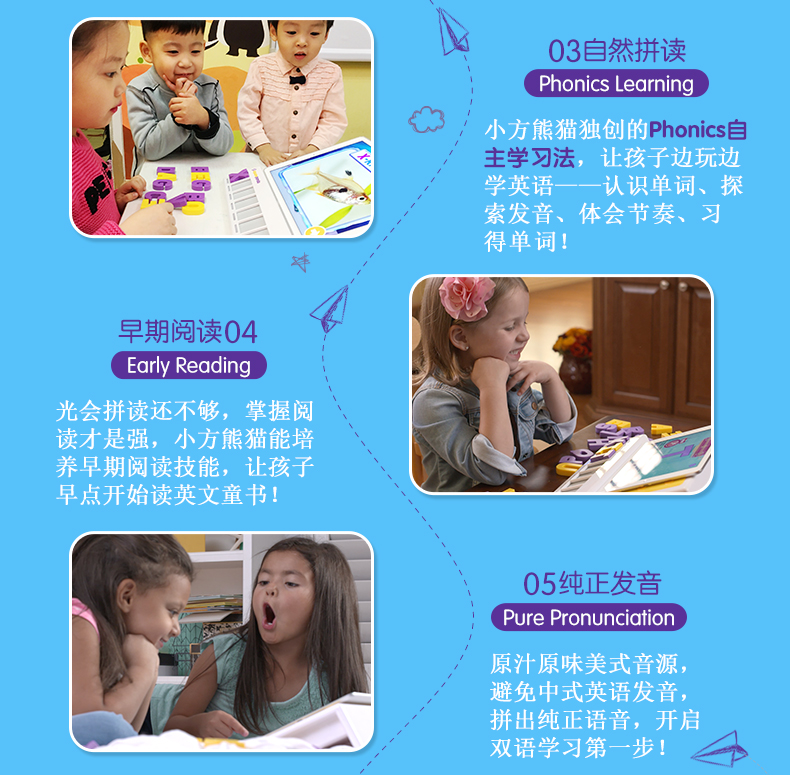 03自然拼读
Phonics Learning
小方熊猫独创的Phonics自
主学习法，让孩子边玩边
学英语——认识单词、探
索发音、体会节奏、习
得单词！
早期阅读04
Early Reading
光会拼读还不够，掌握阅
读才是强，小方熊猫能培
养早期阅读技能，让孩子
早点开始读英文童书！
05纯正发音
Pure Pronunciation
原汁原味美式音源，
避免中式英语发音，
拼出纯正语音，开启
双语学习第一步！